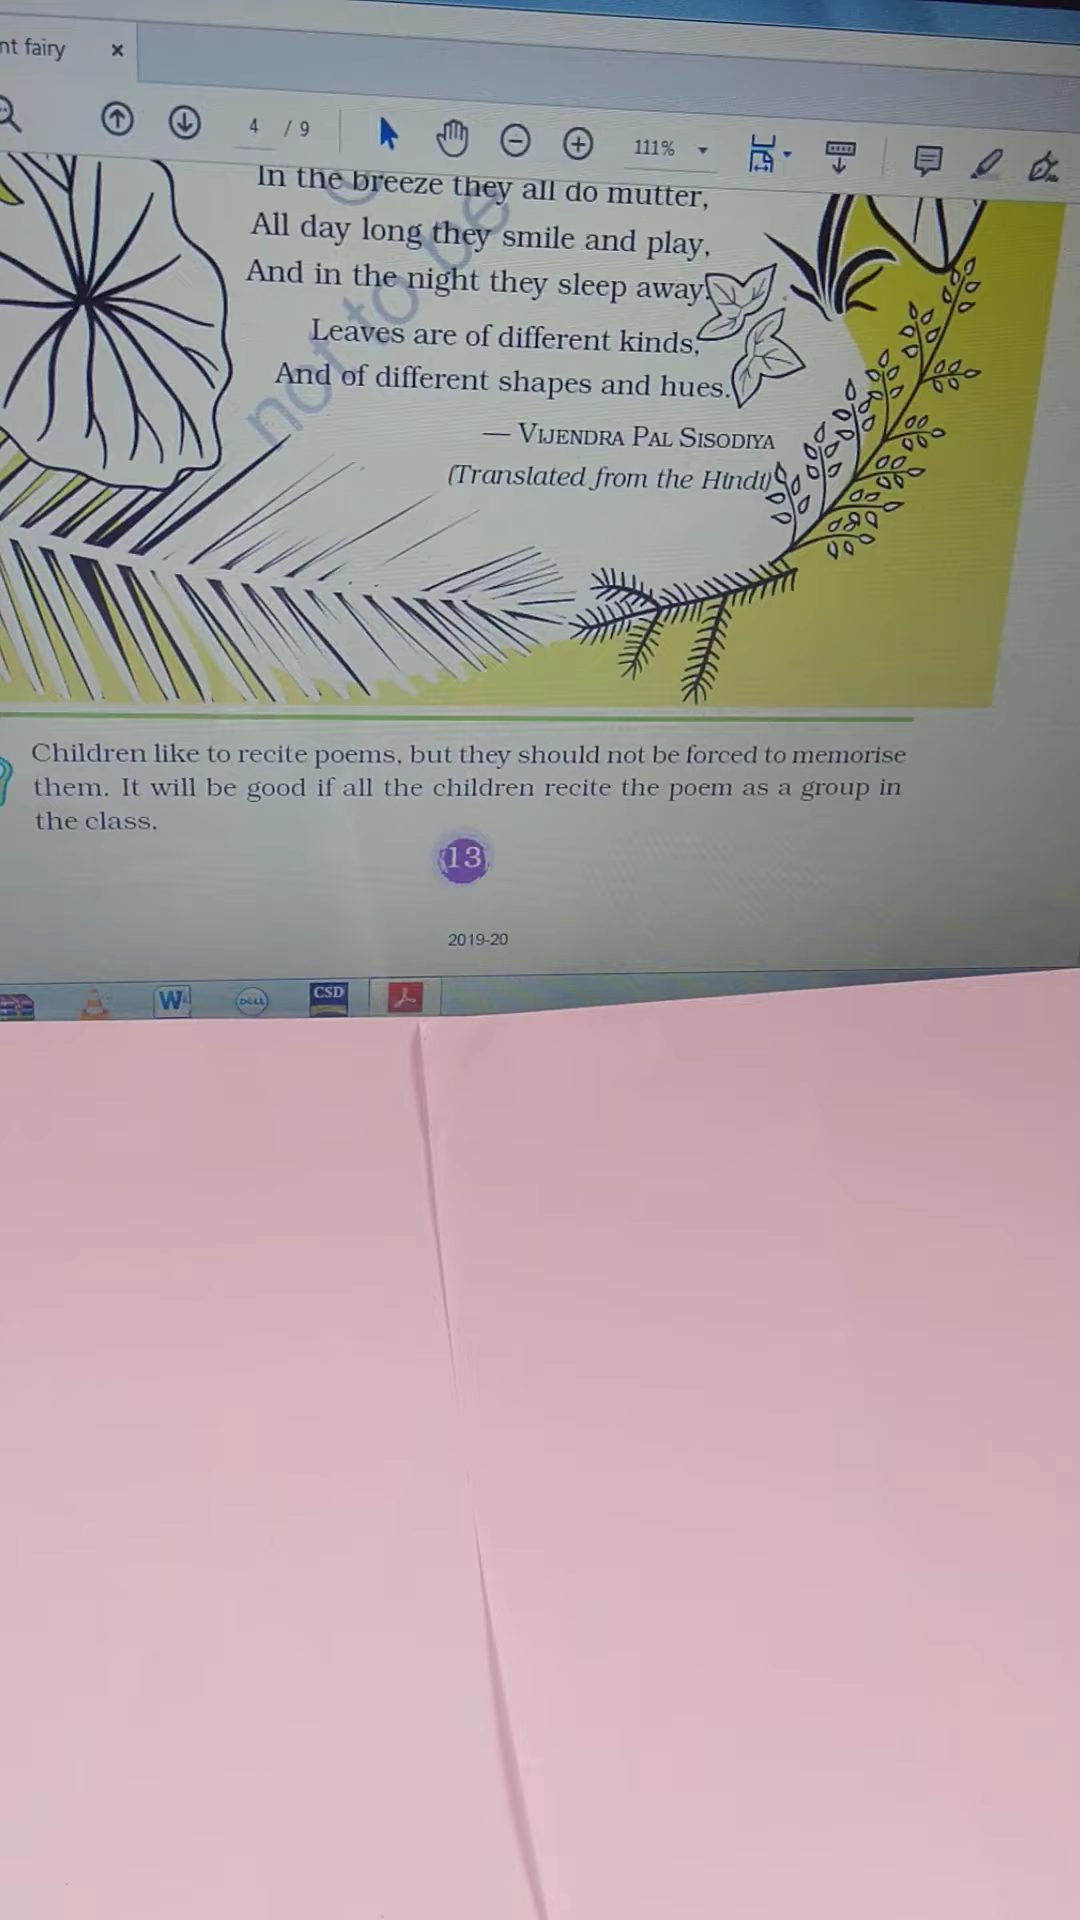 nt fairy
4 / 9
111%
In the breeze they all do mutter,
All day long they smile and play,
And in the night they sleep away.
Leaves are of different kinds,
And of different shapes and hues.
— VIJENDRA PAL SISODIYA
(Translated from the Hindi)
not to be
Children like to recite poems, but they should not be forced to memorise
them. It will be good if all the children recite the poem as a group in
the class.
13
2019-20
W
DELL
CSD